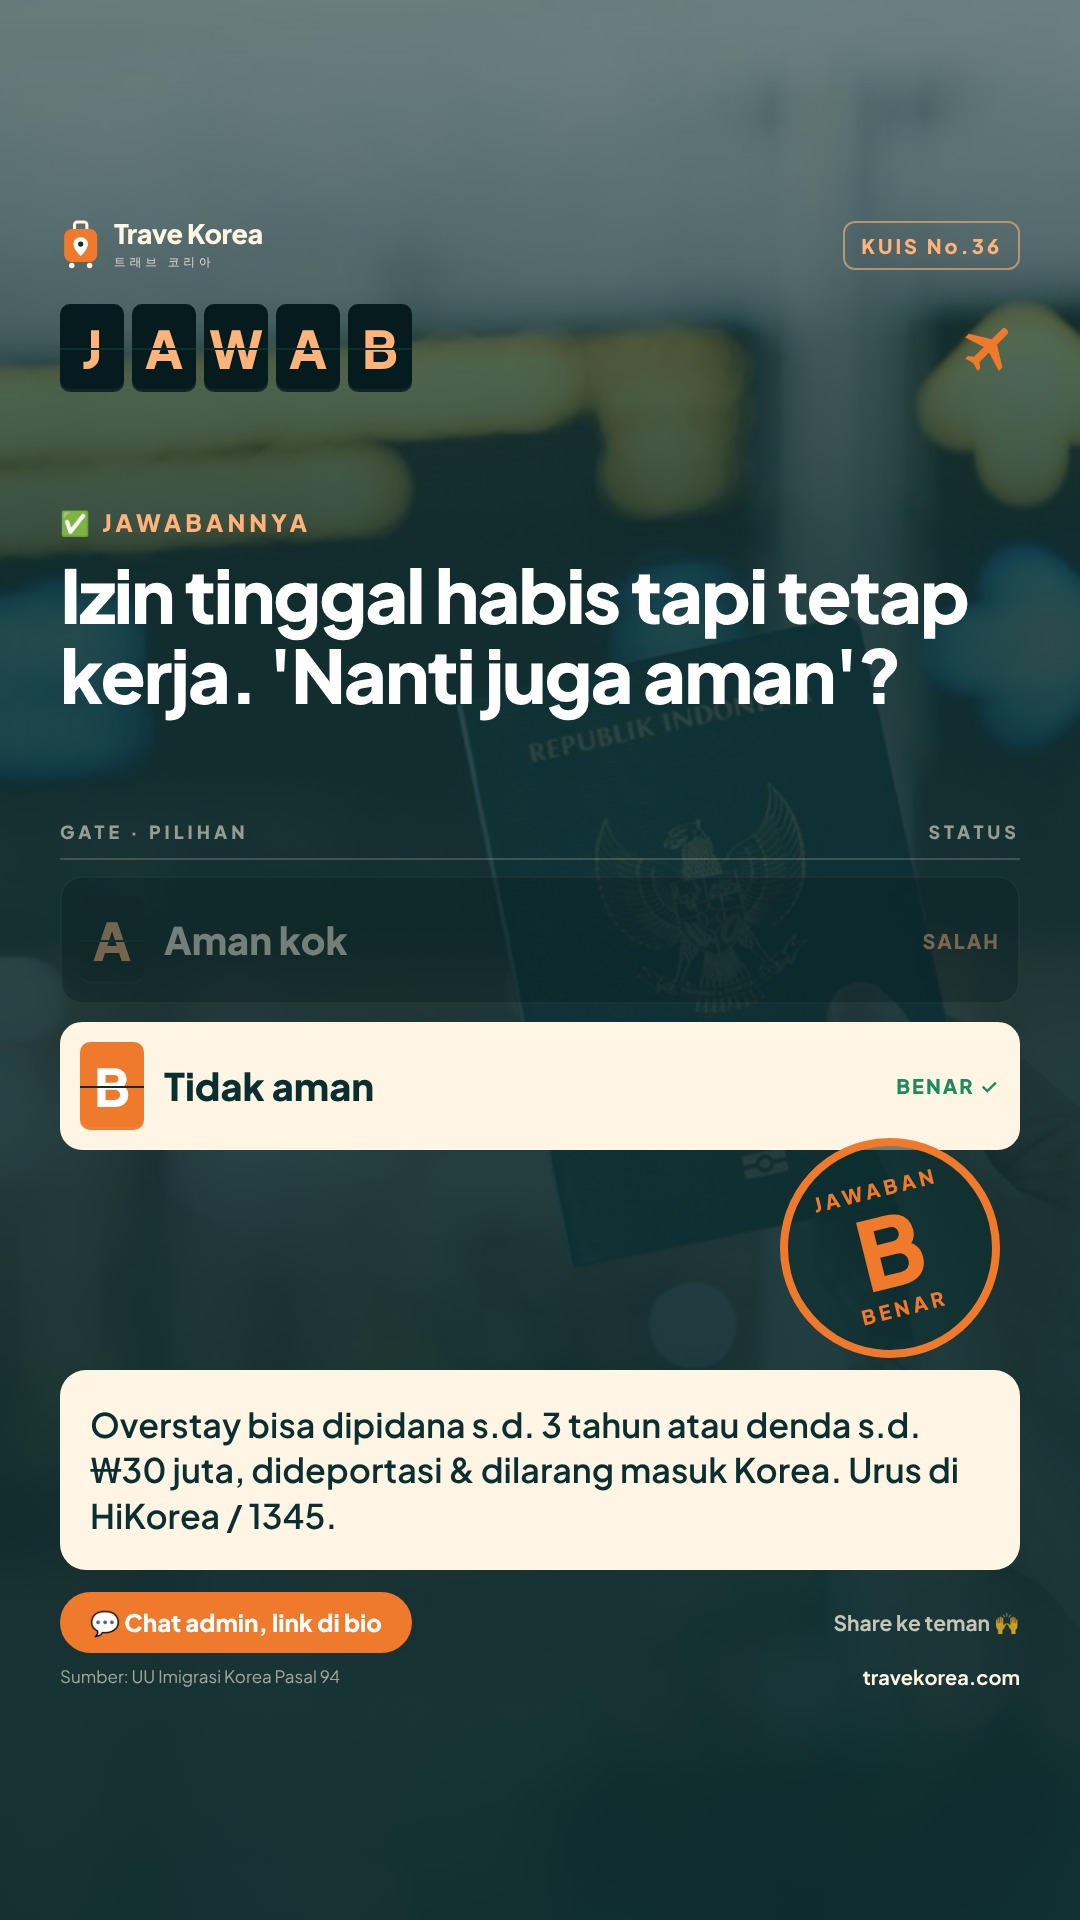 Trave Korea
트래브 코리아
KUIS No.36
JAWAB
✅ JAWABANNYA
Izin tinggal habis tapi tetap
kerja. 'Nanti juga aman'?
REPUBLIK INDONESIA
GATE · PILIHAN STATUS
A Aman kok SALAH
B Tidak aman BENAR ✓
JAWABAN
B
BENAR
Overstay bisa dipidana s.d. 3 tahun atau denda s.d.
₩30 juta, dideportasi & dilarang masuk Korea. Urus di
HiKorea / 1345.
💬 Chat admin, link di bio
Share ke teman 🙌
Sumber: UU Imigrasi Korea Pasal 94
travekorea.com